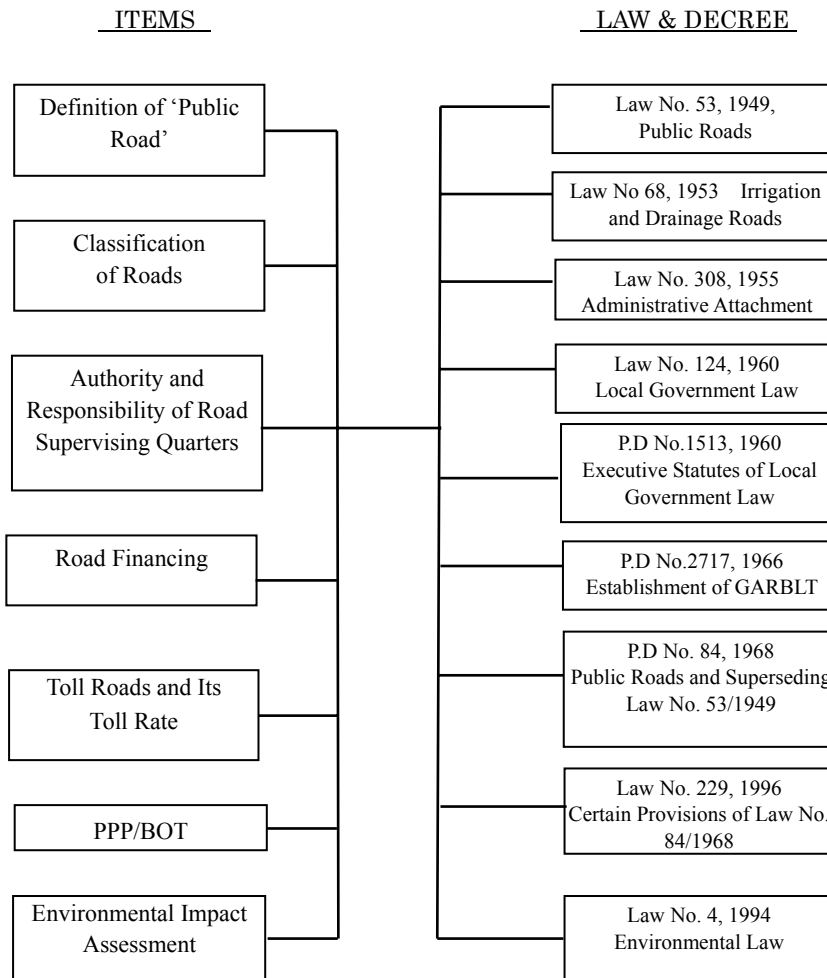 ITEMS
Definition of ‘Public
Road’
Classification
of Roads
Authority and
Responsibility of Road
Supervising Quarters
Road Financing
Toll Roads and Its
Toll Rate
PPP/BOT
Environmental Impact
Assessment
LAW & DECREE
Law No. 53, 1949,
Public Roads
Law No 68, 1953 Irrigation
and Drainage Roads
Law No. 308, 1955
Administrative Attachment
Law No. 124, 1960
Local Government Law
P.D No.1513, 1960
Executive Statutes of Local
Government Law
P.D No.2717, 1966
Establishment of GARBLT
P.D No. 84, 1968
Public Roads and Superseding
Law No. 53/1949
Law No. 229, 1996
Certain Provisions of Law No.
84/1968
Law No. 4, 1994
Environmental Law